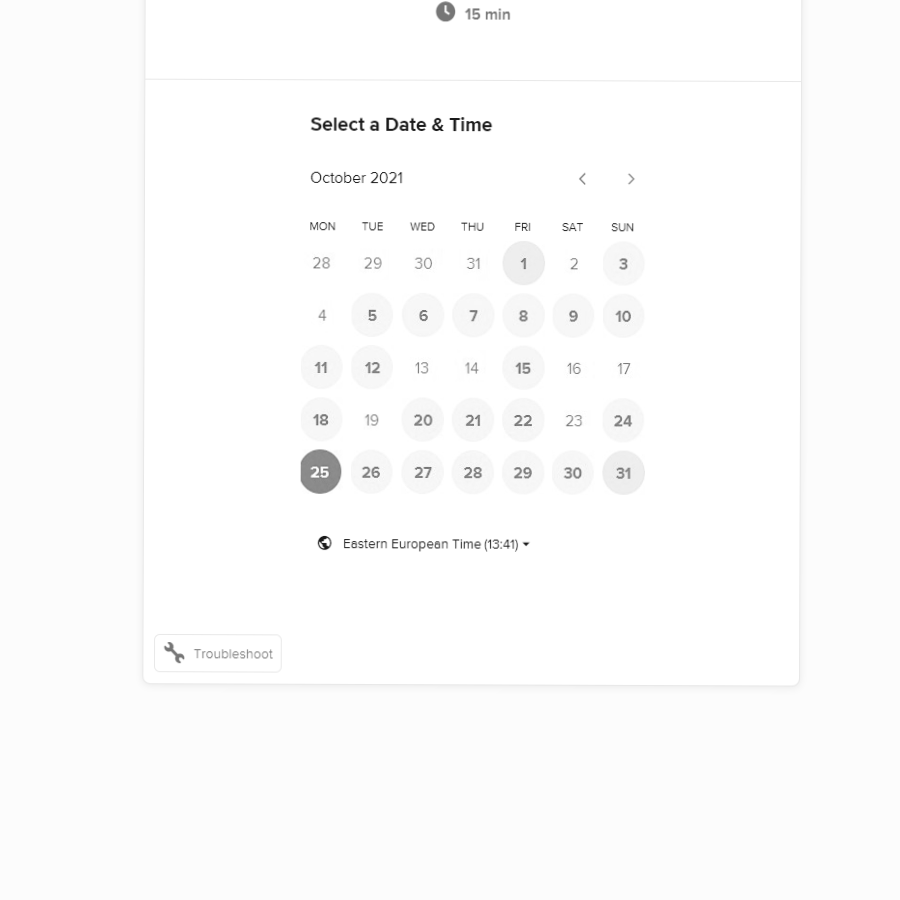 15 min
Select a Date & Time
October 2021
MON TUE WED THU FRI SAT SUN
28 29 30 31 1 2 3
4 5 6 7 8 9 10
11 12 13 14 15 16 17
18 19 20 21 22 23 24
25 26 27 28 29 30 31
Eastern European Time (13:41)
Troubleshoot